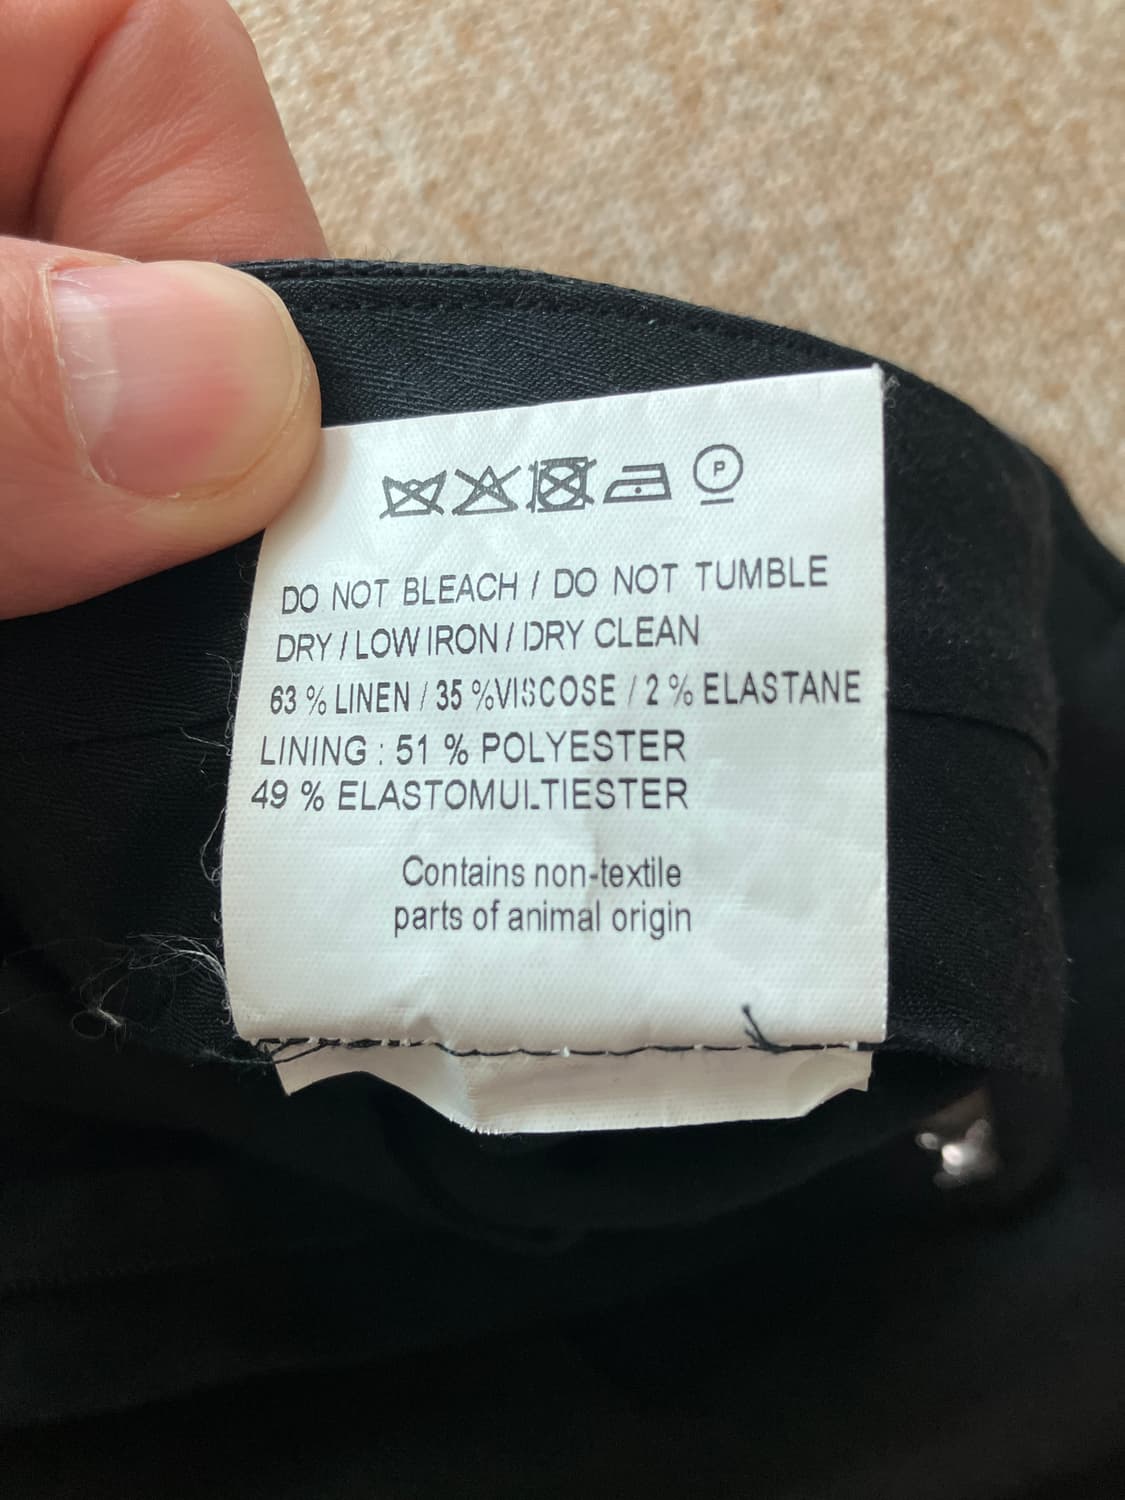 P
DO NOT BLEACH / DO NOT TUMBLE
DRY / LOW IRON / DRY CLEAN
63 % LINEN / 35 %VISCOSE / 2 % ELASTANE
LINING : 51 % POLYESTER
49 % ELASTOMULTIESTER
Contains non-textile
parts of animal origin